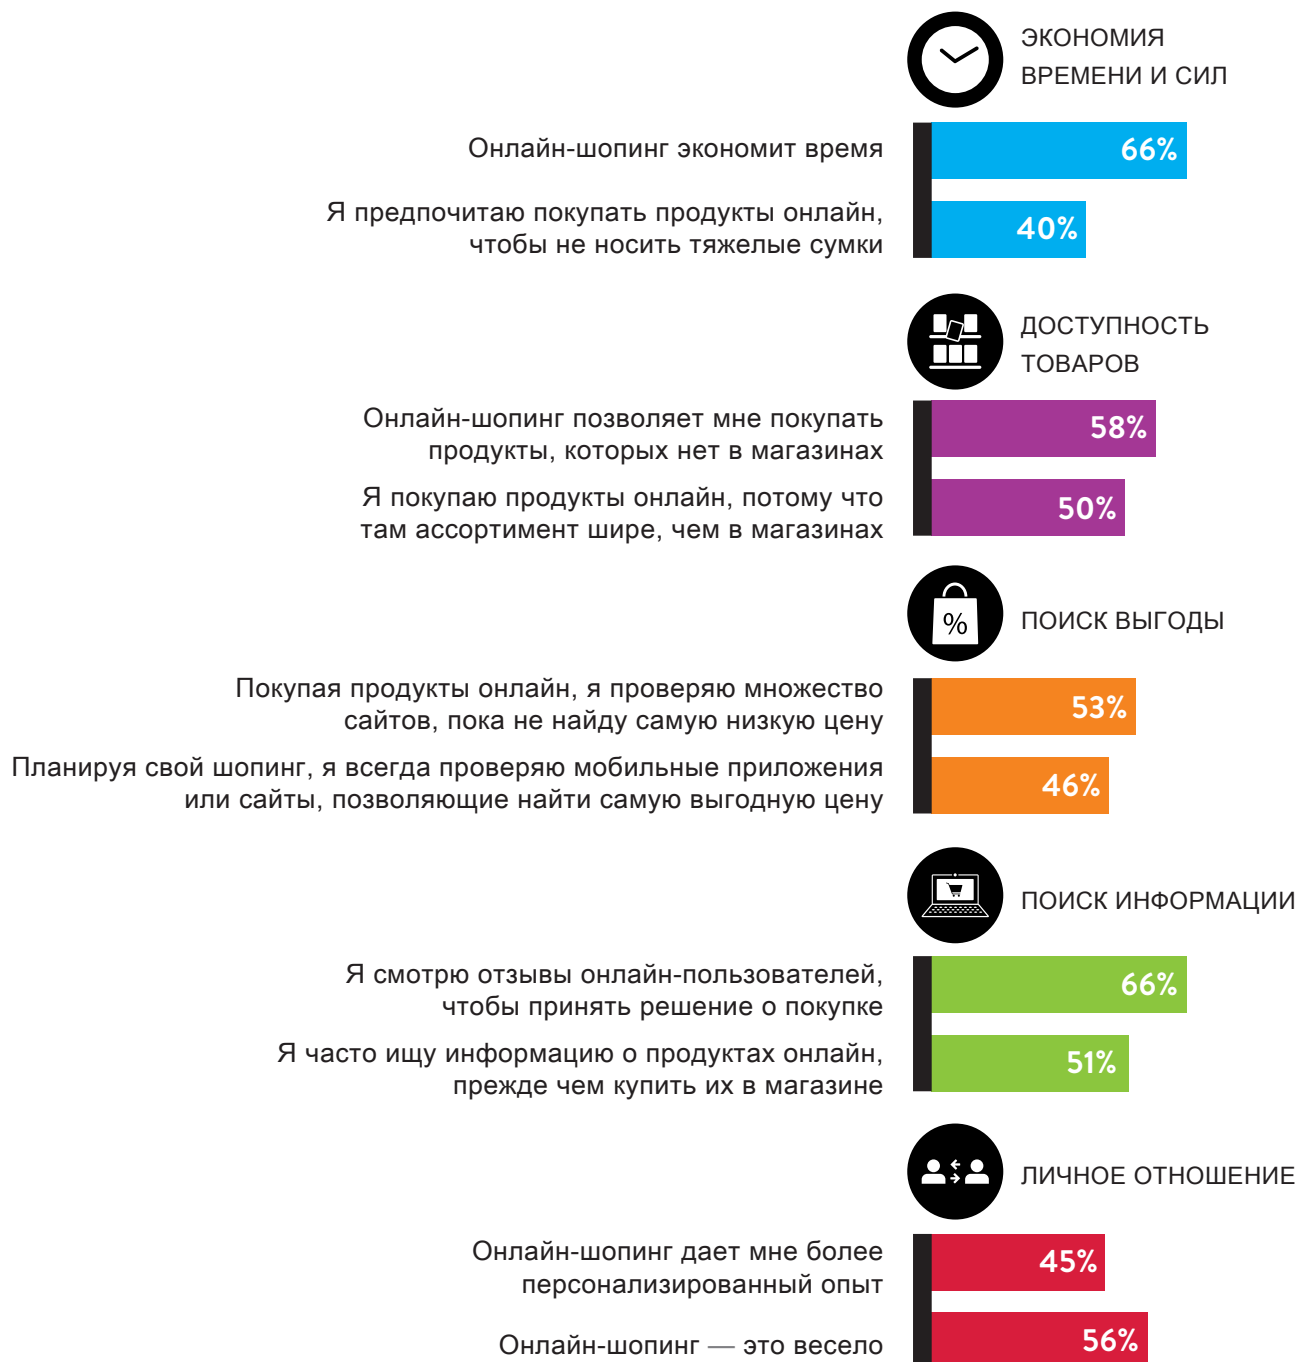 ЭКОНОМИЯ
ВРЕМЕНИ И СИЛ
Онлайн-шопинг экономит время
66%
Я предпочитаю покупать продукты онлайн,
чтобы не носить тяжелые сумки
40%
ДОСТУПНОСТЬ
ТОВАРОВ
Онлайн-шопинг позволяет мне покупать
продукты, которых нет в магазинах
58%
Я покупаю продукты онлайн, потому что
там ассортимент шире, чем в магазинах
50%
%
ПОИСК ВЫГОДЫ
Покупая продукты онлайн, я проверяю множество
сайтов, пока не найду самую низкую цену
53%
Планируя свой шопинг, я всегда проверяю мобильные приложения
или сайты, позволяющие найти самую выгодную цену
46%
ПОИСК ИНФОРМАЦИИ
Я смотрю отзывы онлайн-пользователей,
чтобы принять решение о покупке
66%
Я часто ищу информацию о продуктах онлайн,
прежде чем купить их в магазине
51%
ЛИЧНОЕ ОТНОШЕНИЕ
Онлайн-шопинг дает мне более
персонализированный опыт
45%
Онлайн-шопинг — это весело
56%